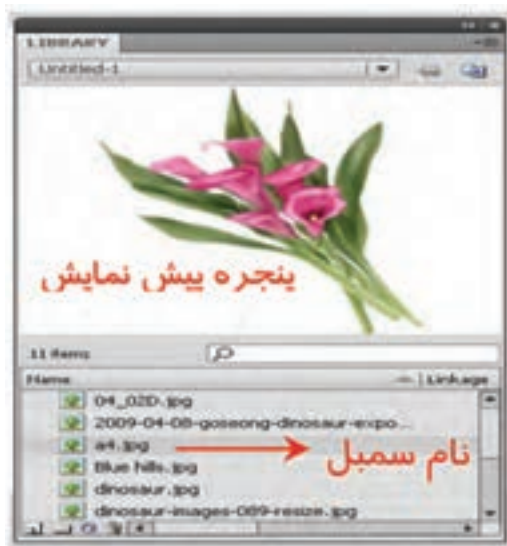 LIBRARY
Untitled-1
پنجره پیش نمایش
11 items
Name
Linkage
04_02D.jpg
2009-04-08-goseong-dinosaur-expo...
a4.jpg
نام سمبل
Blue hills.jpg
dinosaur.jpg
dinosaur-images-089-resize.jpg